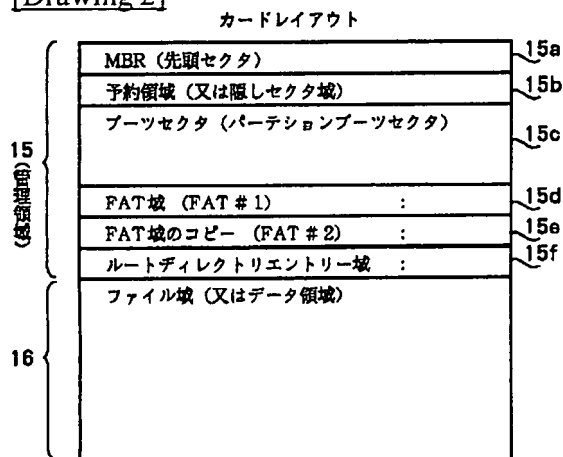 [Drawing 2]
カードレイアウト
MBR (先頭セクタ) 15a
予約領域 (又は隠しセクタ域) 15b
ブーツセクタ (パーテションブーツセクタ) 15c
15 (管理領域)
FAT域 (FAT # 1) : 15d
FAT域のコピー (FAT # 2) : 15e
ルートディレクトリエントリー域 : 15f
ファイル域 (又はデータ領域)
16